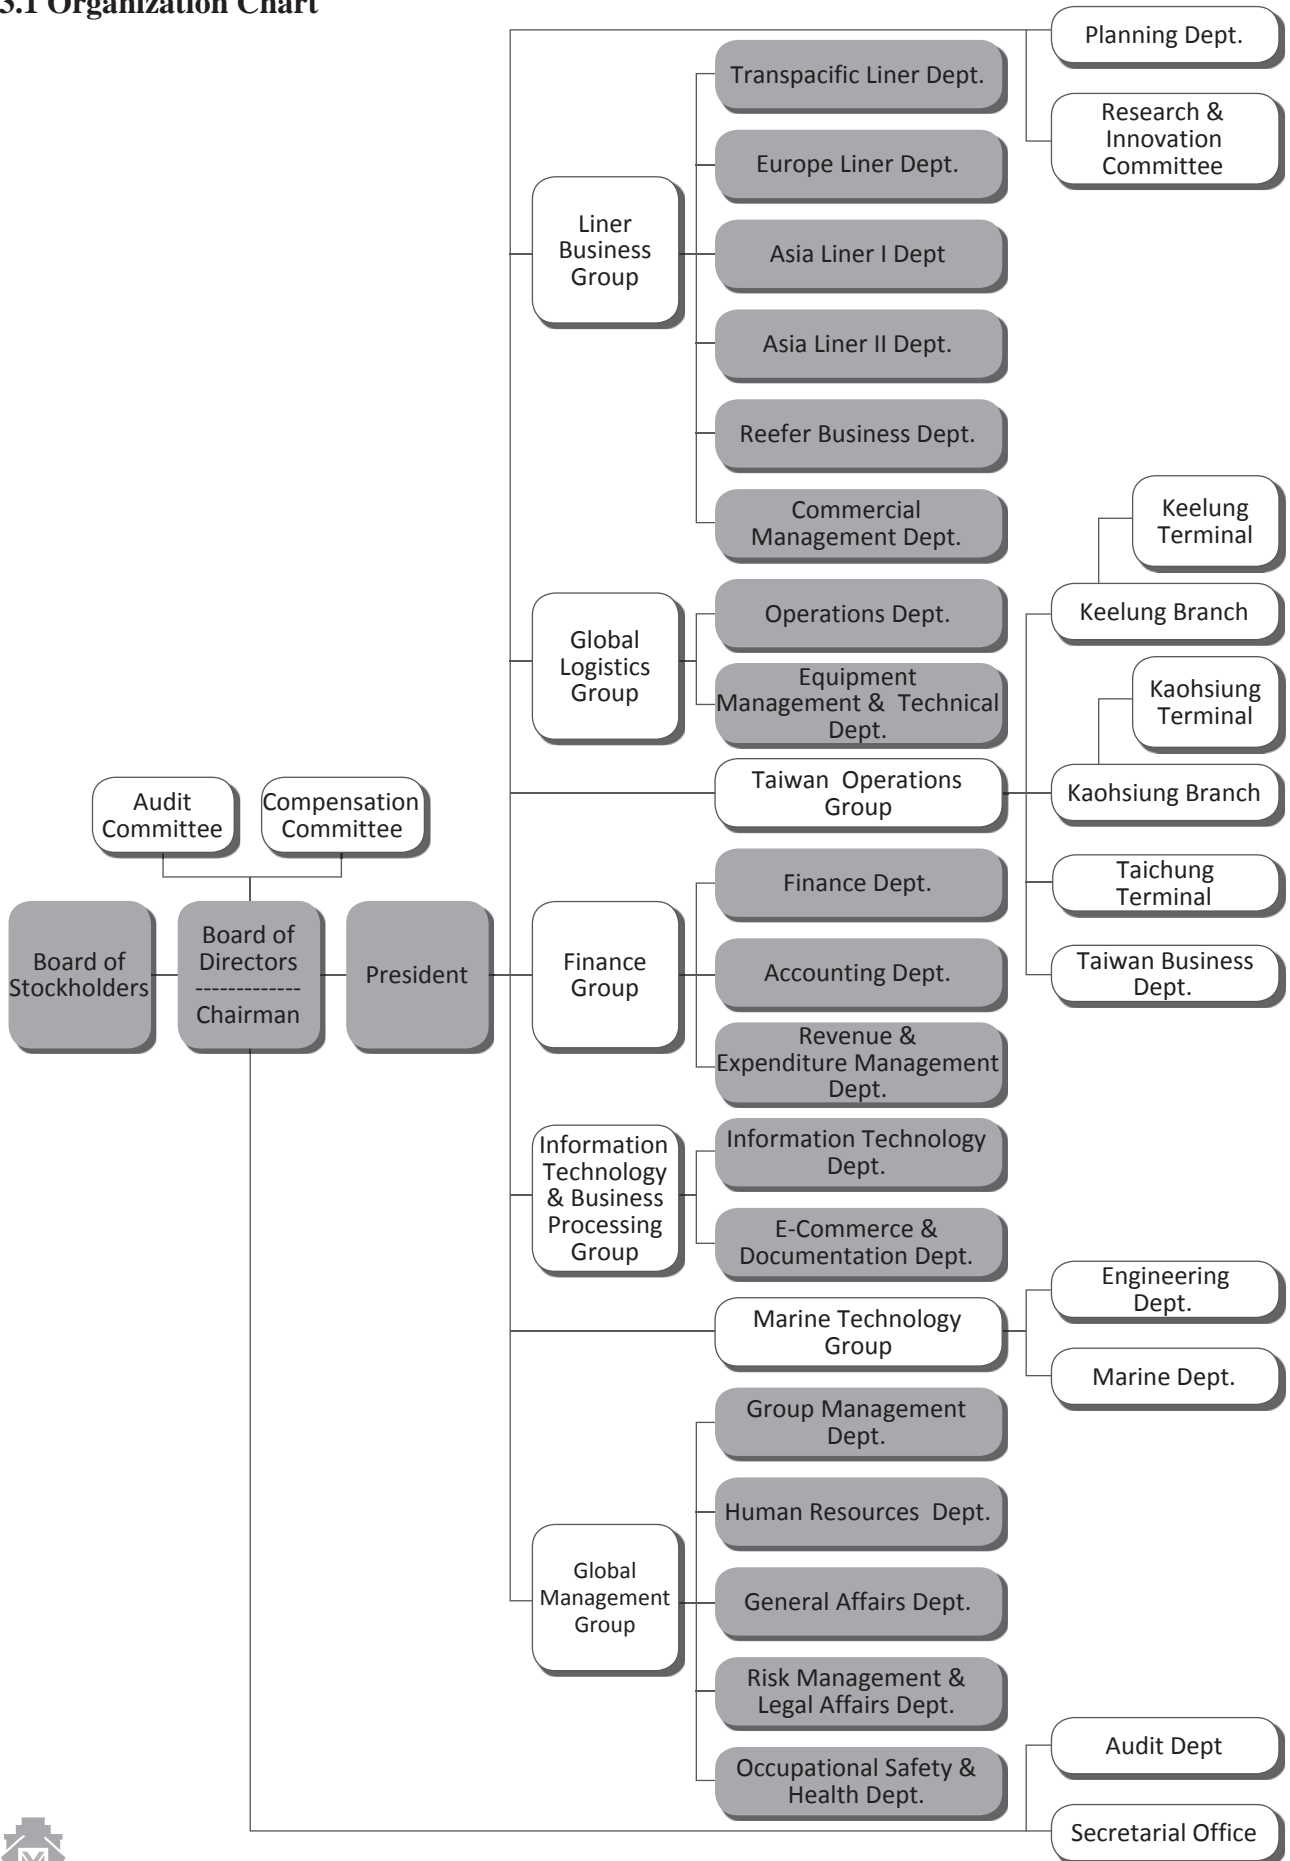 3.1 Organization Chart
Planning Dept.
Research &
Innovation
Committee
Liner
Business
Group
Transpacific Liner Dept.
Europe Liner Dept.
Asia Liner I Dept
Asia Liner II Dept.
Reefer Business Dept.
Commercial
Management Dept.
Global
Logistics
Group
Operations Dept.
Equipment
Management & Technical
Dept.
Taiwan Operations
Group
Keelung
Terminal
Keelung Branch
Kaohsiung
Terminal
Kaohsiung Branch
Taichung
Terminal
Taiwan Business
Dept.
Audit
Committee
Compensation
Committee
Board of
Stockholders
Board of
Directors
-------------
Chairman
President
Finance
Group
Finance Dept.
Accounting Dept.
Revenue &
Expenditure Management
Dept.
Information
Technology
& Business
Processing
Group
Information Technology
Dept.
E-Commerce &
Documentation Dept.
Marine Technology
Group
Engineering
Dept.
Marine Dept.
Global
Management
Group
Group Management
Dept.
Human Resources Dept.
General Affairs Dept.
Risk Management &
Legal Affairs Dept.
Occupational Safety &
Health Dept.
Audit Dept
Secretarial Office